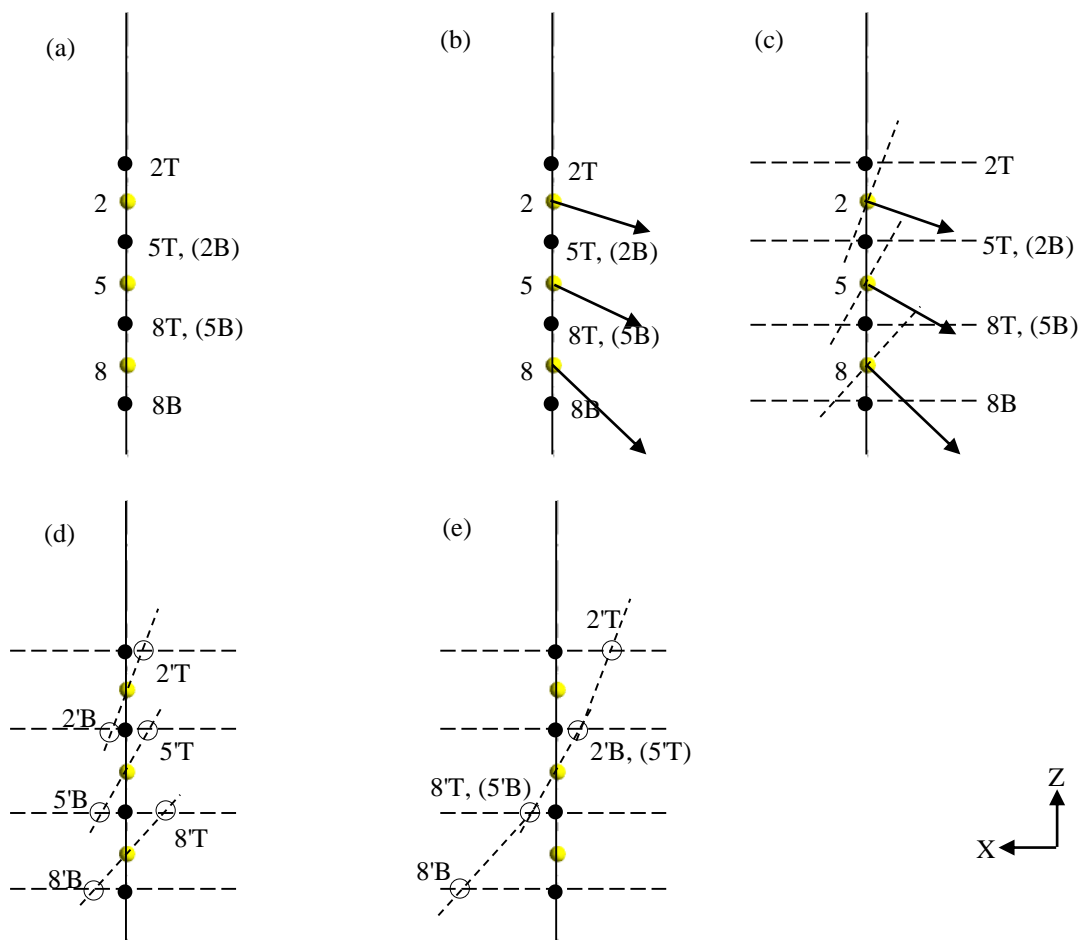 (a)
2T
2
5T, (2B)
5
8T, (5B)
8
8B
(b)
2T
2
5T, (2B)
5
8T, (5B)
8
8B
(c)
2T
2
5T, (2B)
5
8T, (5B)
8
8B
(d)
2'T
2'B
5'T
5'B
8'T
8'B
(e)
2'T
2'B, (5'T)
8'T, (5'B)
8'B
Z
X